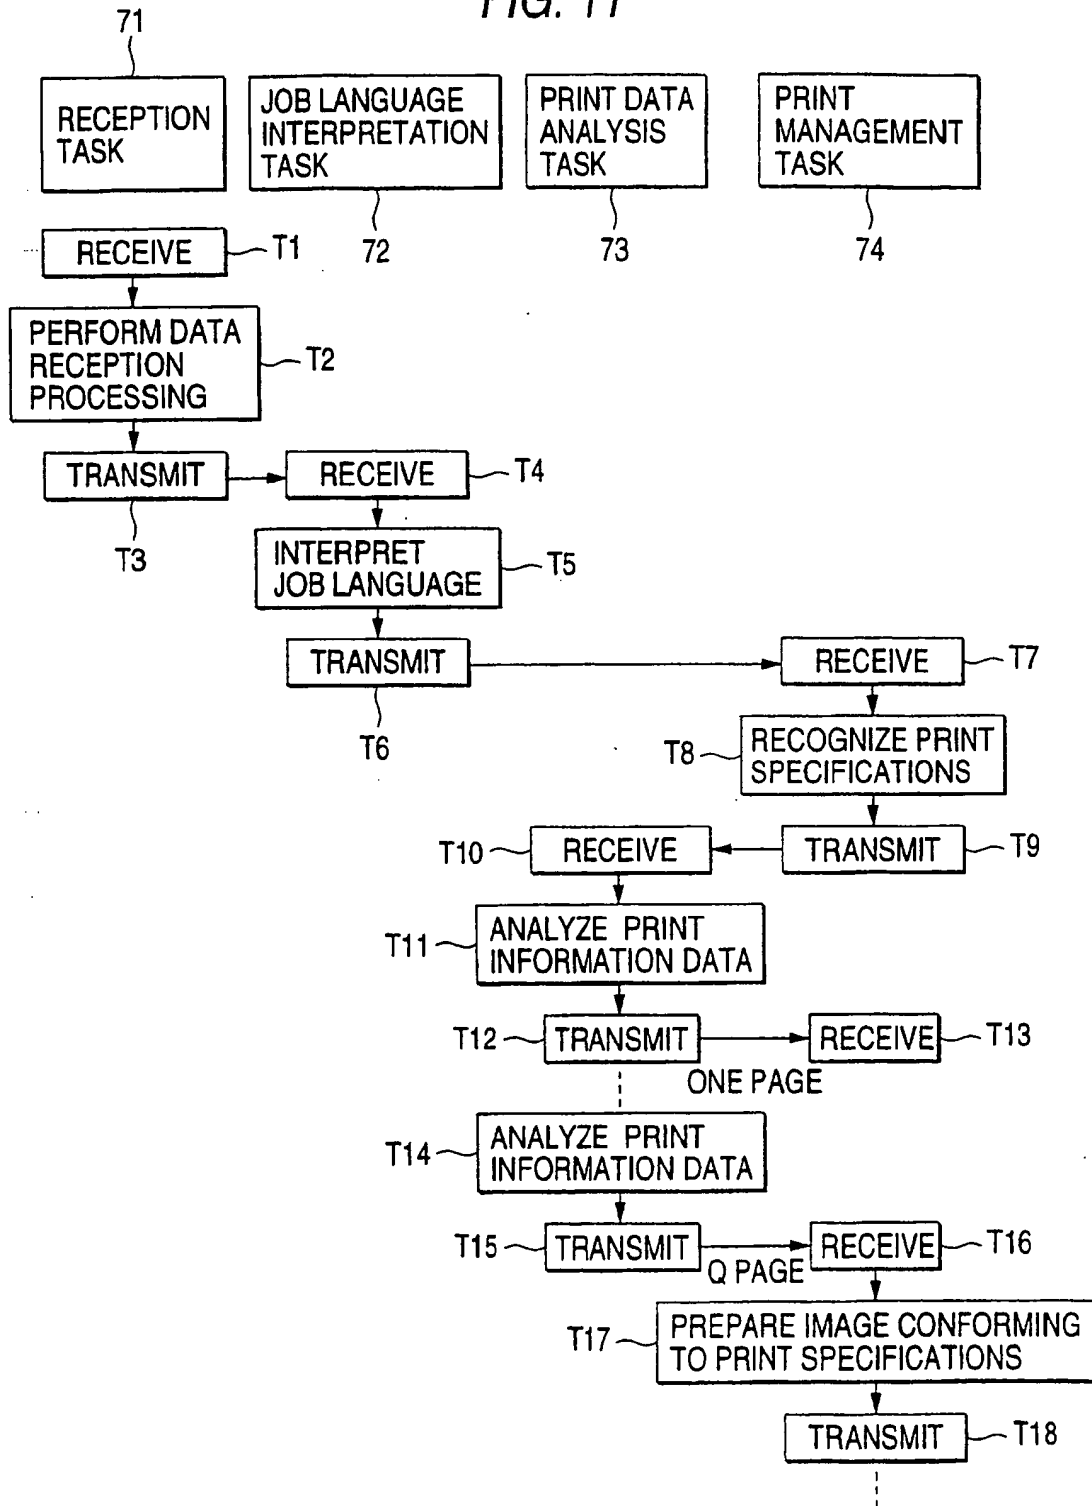 FIG. 11
71
RECEPTION
TASK
JOB LANGUAGE
INTERPRETATION
TASK
PRINT DATA
ANALYSIS
TASK
PRINT
MANAGEMENT
TASK
72
73
74
RECEIVE
T1
PERFORM DATA
RECEPTION
PROCESSING
T2
TRANSMIT
T3
RECEIVE
T4
INTERPRET
JOB LANGUAGE
T5
TRANSMIT
T6
RECEIVE
T7
T8
RECOGNIZE PRINT
SPECIFICATIONS
T10
RECEIVE
TRANSMIT
T9
T11
ANALYZE PRINT
INFORMATION DATA
T12
TRANSMIT
RECEIVE
T13
ONE PAGE
T14
ANALYZE PRINT
INFORMATION DATA
T15
TRANSMIT
RECEIVE
T16
Q PAGE
T17
PREPARE IMAGE CONFORMING
TO PRINT SPECIFICATIONS
TRANSMIT
T18